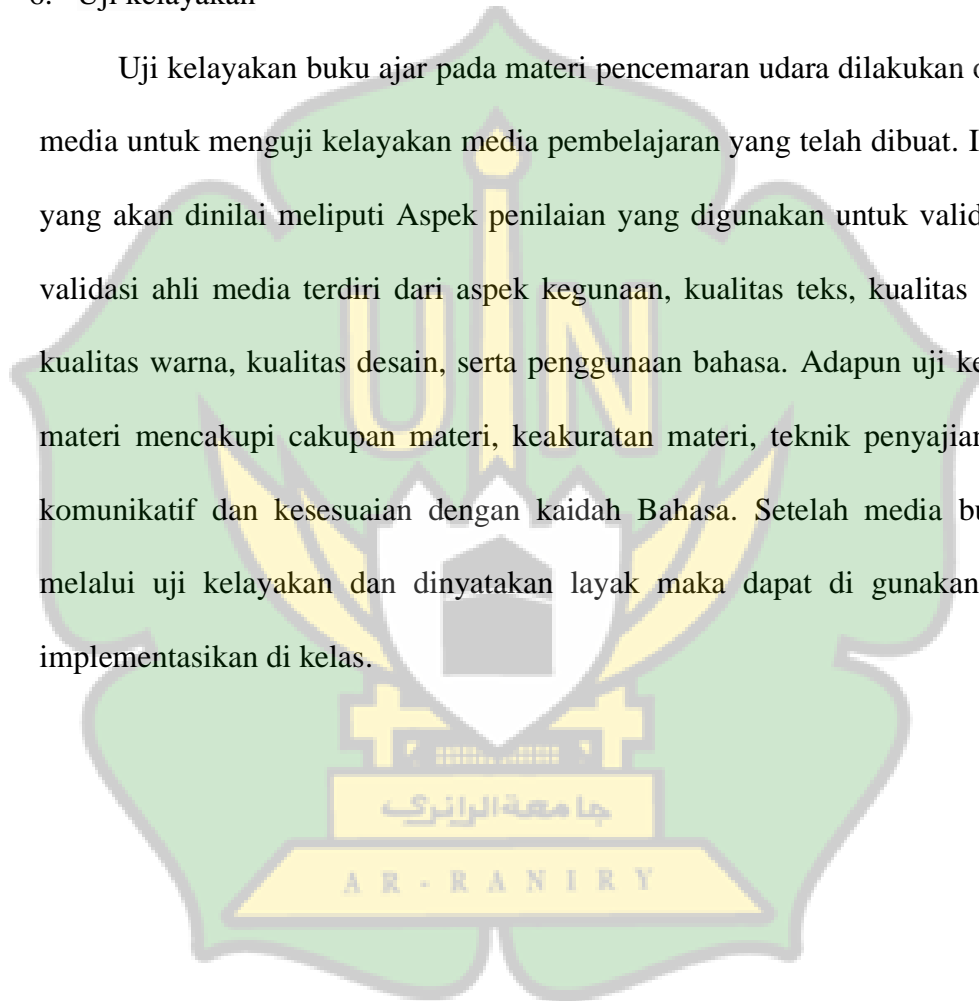 Uji kelayakan
Uji kelayakan buku ajar pada materi pencemaran udara dilakukan
media untuk menguji kelayakan media pembelajaran yang telah dibuat.
yang akan dinilai meliputi Aspek penilaian yang digunakan untuk valid
validasi ahli media terdiri dari aspek kegunaan, kualitas teks, kualitas
kualitas warna, kualitas desain, serta penggunaan bahasa. Adapun uji ke
materi mencakupi cakupan materi, keakuratan materi, teknik penyajian
komunikatif dan kesesuaian dengan kaidah Bahasa. Setelah media bu
melalui uji kelayakan dan dinyatakan layak maka dapat di gunakan
implementasikan di kelas.
UIN
جامعة الرانري
AR-RANIRY